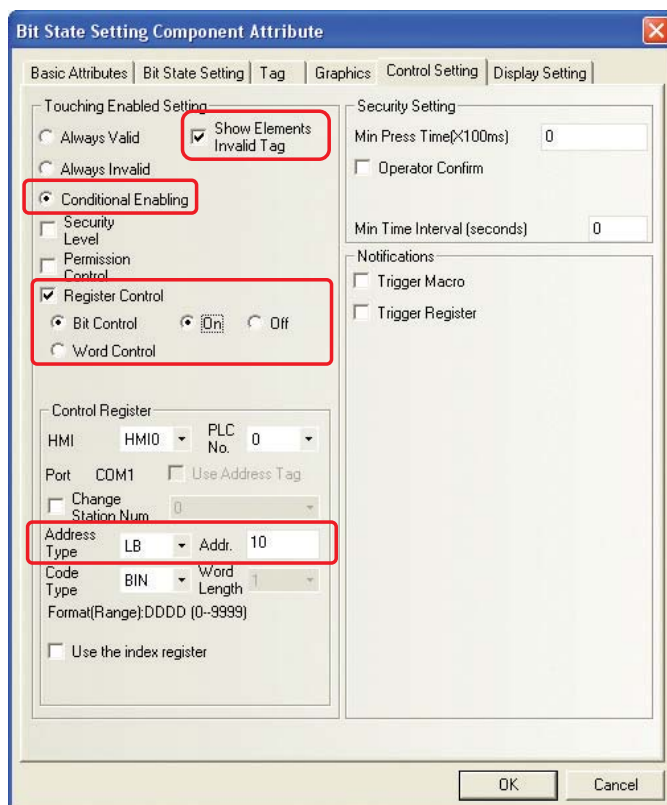 Bit State Setting Component Attribute
Basic Attributes Bit State Setting Tag Graphics Control Setting Display Setting
Touching Enabled Setting
Always Valid
Show Elements
Invalid Tag
Always Invalid
Conditional Enabling
Security
Level
Permission
Control
Register Control
Bit Control On Off
Word Control
Control Register
HMI HMI0 PLC
No. 0
Port COM1 Use Address Tag
Change
Station Num 0
Address
Type LB Addr. 10
Code
Type BIN Word
Length 1
Format(Range):DDDD (0--9999)
Use the index register
Security Setting
Min Press Time(X100ms) 0
Operator Confirm
Min Time Interval (seconds) 0
Notifications
Trigger Macro
Trigger Register
OK Cancel